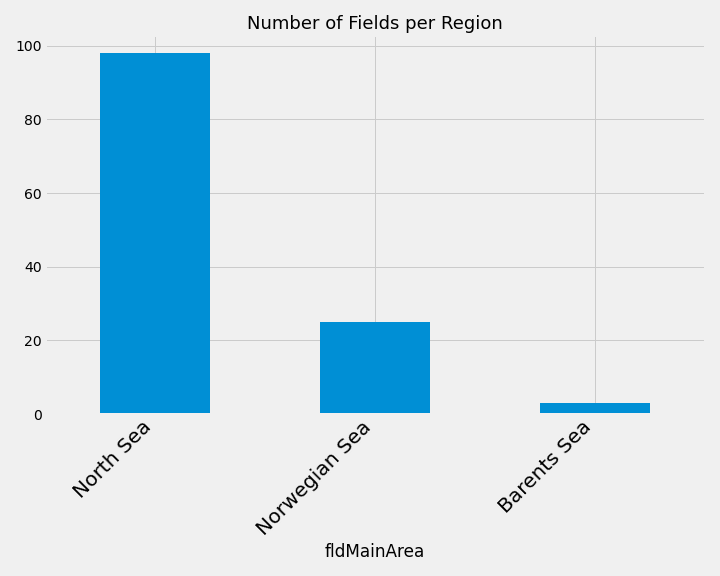 Number of Fields per Region
100
80
60
40
20
0
North Sea
Norwegian Sea
Barents Sea
fldMainArea